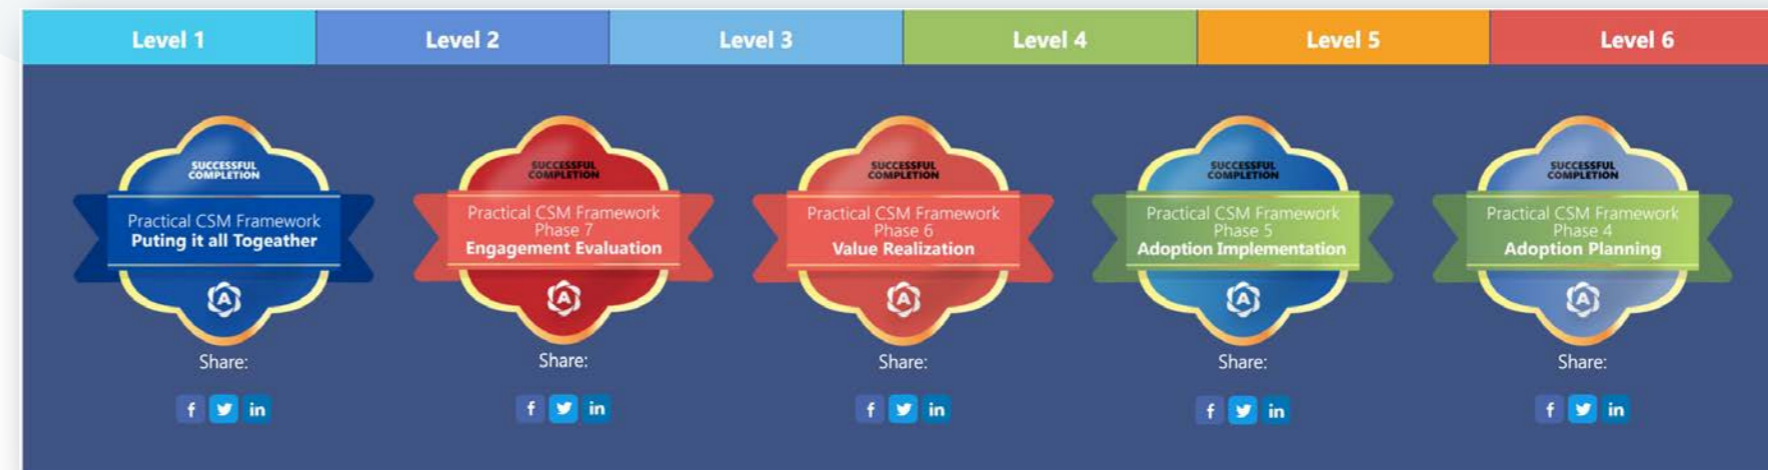 Level 1
Level 2
Level 3
Level 4
Level 5
Level 6
SUCCESSFUL
COMPLETION
Practical CSM Framework
Puting it all Togeather
A
Share:
f
in
SUCCESSFUL
COMPLETION
Practical CSM Framework
Phase 7
Engagement Evaluation
A
Share:
f
in
SUCCESSFUL
COMPLETION
Practical CSM Framework
Phase 6
Value Realization
A
Share:
f
in
SUCCESSFUL
COMPLETION
Practical CSM Framework
Phase 5
Adoption Implementation
A
Share:
f
in
SUCCESSFUL
COMPLETION
Practical CSM Framework
Phase 4
Adoption Planning
A
Share:
f
in